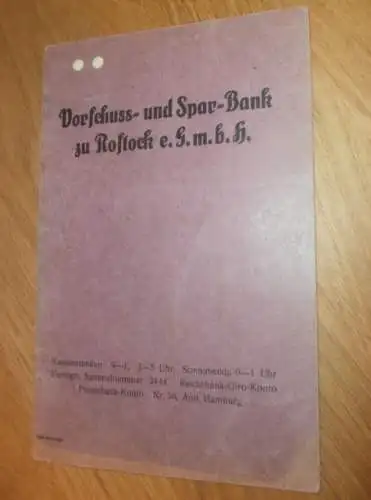 Vorschuss- und Spar-Bank
zu Rostock e.G.m.b.H.
Kassenstunden 9—1, 3—5 Uhr, Sonnabends 9—1 Uhr
Sammelnummer Reichsbank-Giro-Konto
Postscheck-Konto Nr. Amt Hamburg